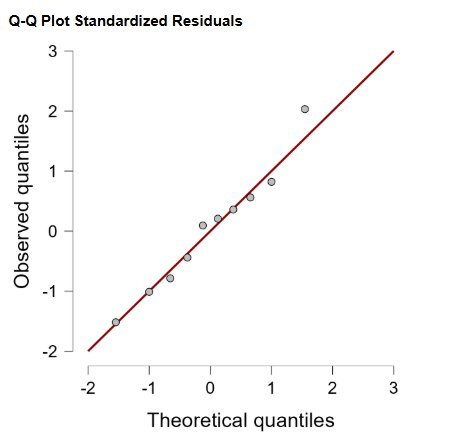 Q-Q Plot Standardized Residuals
3
2
1
0
-1
-2
Observed quantiles
-2 -1 0 1 2 3
Theoretical quantiles